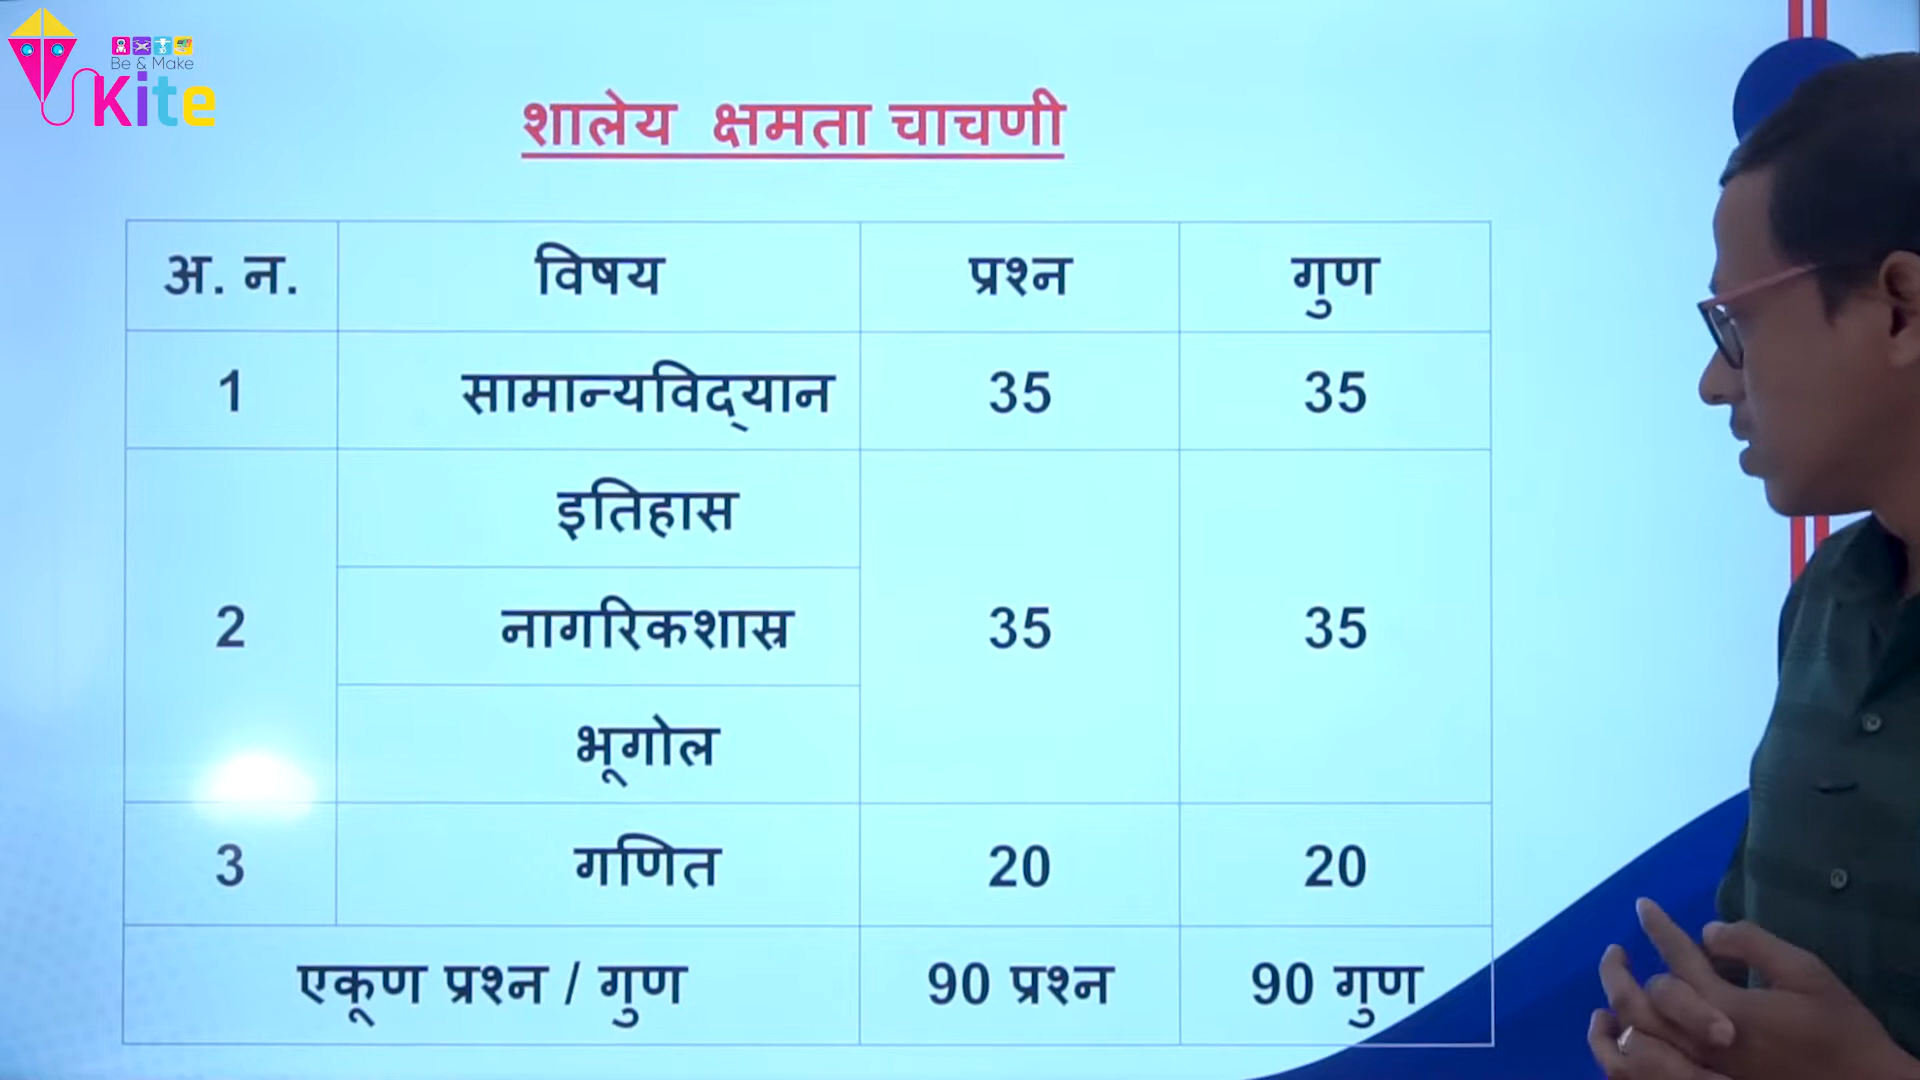 Be & Make
Kite
शालेय क्षमता चाचणी
अ. न. विषय प्रश्न गुण
1 सामान्यविद्‌यान 35 35
इतिहास
2 नागरिकशास्र 35 35
भूगोल
3 गणित 20 20
एकूण प्रश्न / गुण 90 प्रश्न 90 गुण